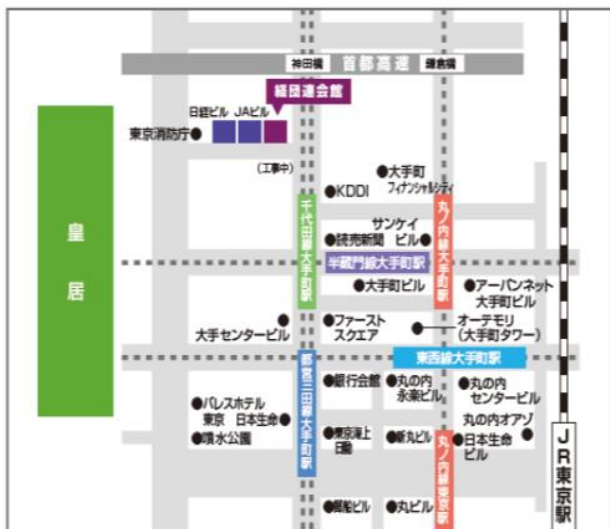 神田橋
首都高速
鎌倉橋
経団連会館
日経ビル
JAビル
東京消防庁
(工事中)
皇居
大手町
フィナンシャルシティ
KDDI
千代田線大手町駅
丸ノ内線大手町駅
サンケイ
ビル
読売新聞
半蔵門線大手町駅
大手町ビル
アーバンネット
大手町ビル
大手センタービル
ファースト
スクエア
オーテモリ
(大手町タワー)
東西線大手町駅
都営三田線大手町駅
銀行会館
丸の内
永楽ビル
丸の内
センタービル
パレスホテル
東京
日本生命
噴水公園
東京海上
日動
新丸ビル
丸の内オアゾ
日本生命
ビル
丸ノ内線東京駅
JR東京駅
郵船ビル
丸ビル